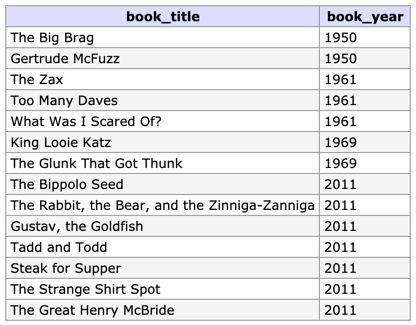 book_title book_year
The Big Brag 1950
Gertrude McFuzz 1950
The Zax 1961
Too Many Daves 1961
What Was I Scared Of? 1961
King Looie Katz 1969
The Glunk That Got Thunk 1969
The Bippolo Seed 2011
The Rabbit, the Bear, and the Zinniga-Zanniga 2011
Gustav, the Goldfish 2011
Tadd and Todd 2011
Steak for Supper 2011
The Strange Shirt Spot 2011
The Great Henry McBride 2011